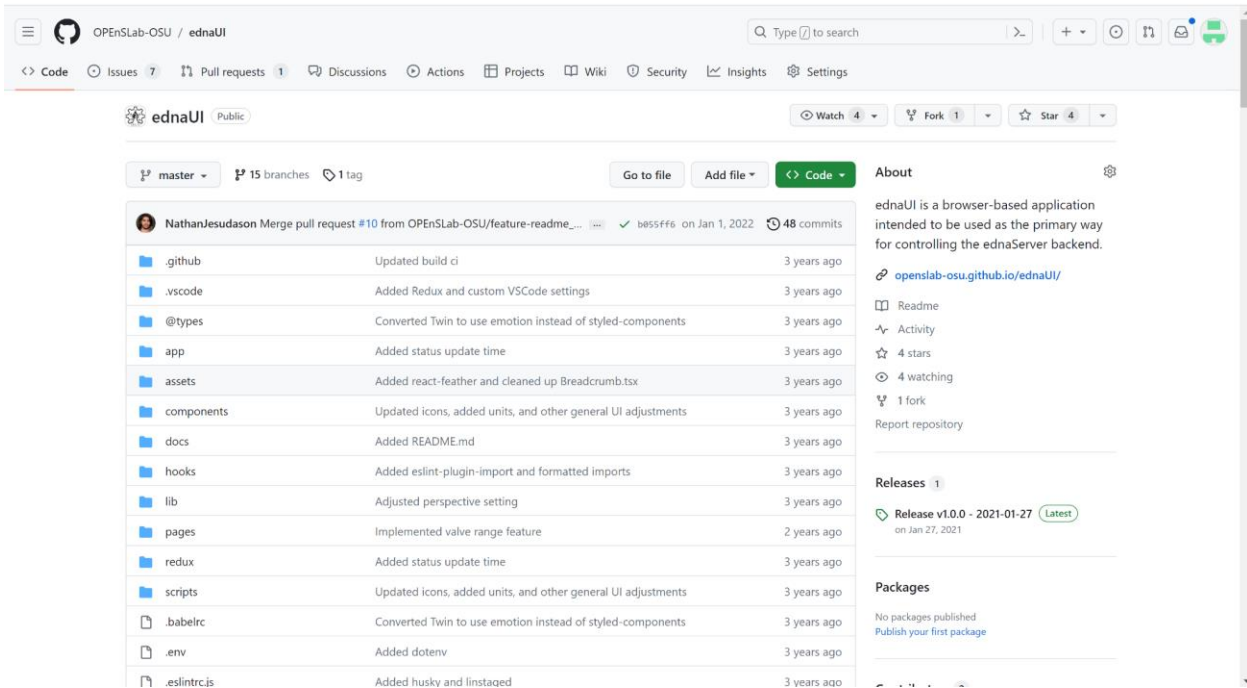 OPEnSLab-OSU / ednaUI
Type / to search
Code Issues 7 Pull requests 1 Discussions Actions Projects Wiki Security Insights Settings
ednaUI Public
Watch 4 Fork 1 Star 4
master 15 branches 1 tag Go to file Add file Code
NathanJesudason Merge pull request #10 from OPEnSLab-OSU/feature-readme_... ... b055ff6 on Jan 1, 2022 48 commits
.github Updated build ci 3 years ago
.vscode Added Redux and custom VSCode settings 3 years ago
@types Converted Twin to use emotion instead of styled-components 3 years ago
app Added status update time 3 years ago
assets Added react-feather and cleaned up Breadcrumb.tsx 3 years ago
components Updated icons, added units, and other general UI adjustments 3 years ago
docs Added README.md 3 years ago
hooks Added eslint-plugin-import and formatted imports 3 years ago
lib Adjusted perspective setting 3 years ago
pages Implemented valve range feature 2 years ago
redux Added status update time 3 years ago
scripts Updated icons, added units, and other general UI adjustments 3 years ago
.babelrc Converted Twin to use emotion instead of styled-components 3 years ago
.env Added dotenv 3 years ago
.eslintrc.js Added husky and linstaged 3 years ago
About
ednaUI is a browser-based application
intended to be used as the primary way
for controlling the ednaServer backend.
openslab-osu.github.io/ednaUI/
Readme
Activity
4 stars
4 watching
1 fork
Report repository
Releases 1
Release v1.0.0 - 2021-01-27 Latest
on Jan 27, 2021
Packages
No packages published
Publish your first package